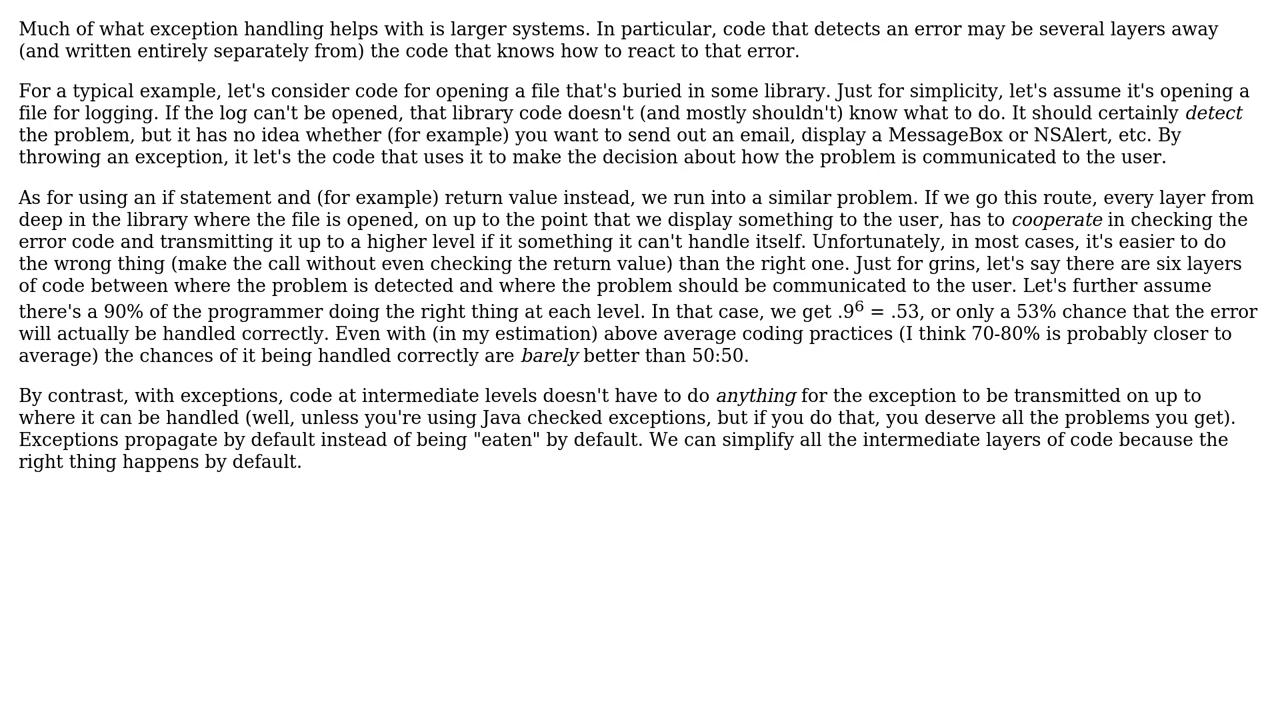 Much of what exception handling helps with is larger systems. In particular, code that detects an error may be several layers away
(and written entirely separately from) the code that knows how to react to that error.
For a typical example, let's consider code for opening a file that's buried in some library. Just for simplicity, let's assume it's opening a
file for logging. If the log can't be opened, that library code doesn't (and mostly shouldn't) know what to do. It should certainly detect
the problem, but it has no idea whether (for example) you want to send out an email, display a MessageBox or NSAlert, etc. By
throwing an exception, it let's the code that uses it to make the decision about how the problem is communicated to the user.
As for using an if statement and (for example) return value instead, we run into a similar problem. If we go this route, every layer from
deep in the library where the file is opened, on up to the point that we display something to the user, has to cooperate in checking the
error code and transmitting it up to a higher level if it something it can't handle itself. Unfortunately, in most cases, it's easier to do
the wrong thing (make the call without even checking the return value) than the right one. Just for grins, let's say there are six layers
of code between where the problem is detected and where the problem should be communicated to the user. Let's further assume
there's a 90% of the programmer doing the right thing at each level. In that case, we get .9⁶ = .53, or only a 53% chance that the error
will actually be handled correctly. Even with (in my estimation) above average coding practices (I think 70-80% is probably closer to
average) the chances of it being handled correctly are barely better than 50:50.
By contrast, with exceptions, code at intermediate levels doesn't have to do anything for the exception to be transmitted on up to
where it can be handled (well, unless you're using Java checked exceptions, but if you do that, you deserve all the problems you get).
Exceptions propagate by default instead of being "eaten" by default. We can simplify all the intermediate layers of code because the
right thing happens by default.